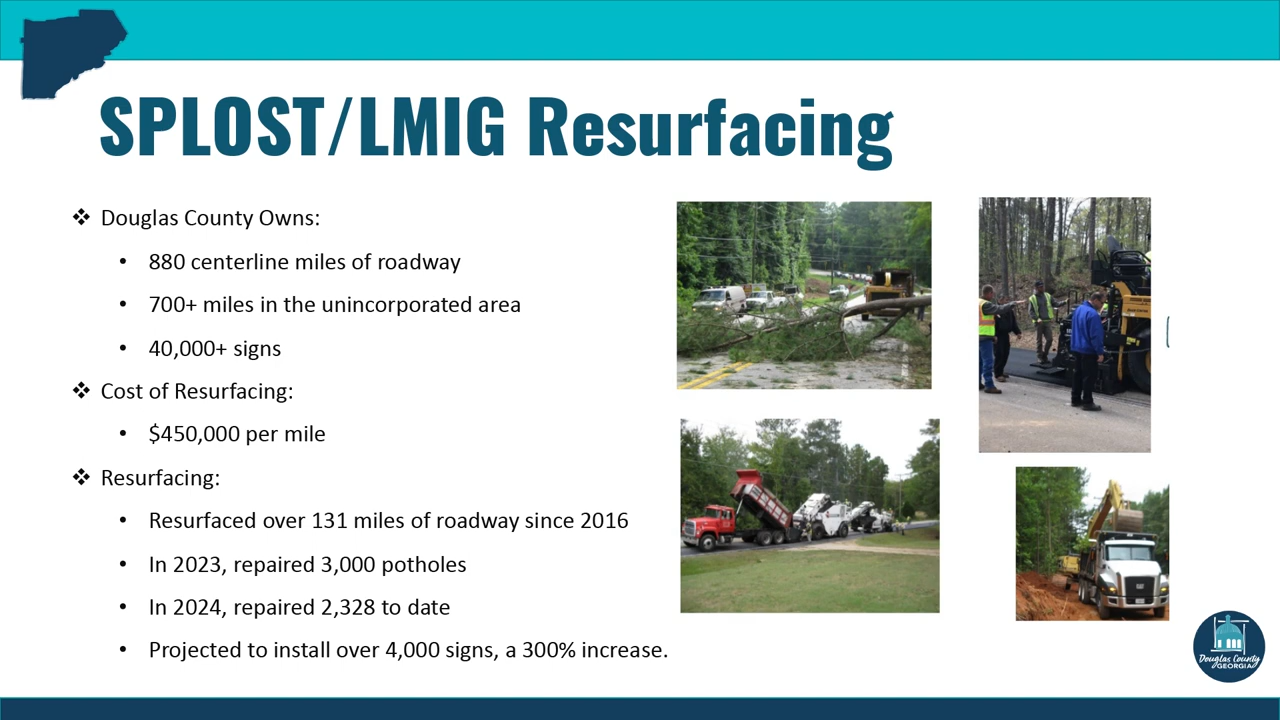 SPLOST/LMIG Resurfacing
❖ Douglas County Owns:
• 880 centerline miles of roadway
• 700+ miles in the unincorporated area
• 40,000+ signs
❖ Cost of Resurfacing:
• $450,000 per mile
❖ Resurfacing:
• Resurfaced over 131 miles of roadway since 2016
• In 2023, repaired 3,000 potholes
• In 2024, repaired 2,328 to date
• Projected to install over 4,000 signs, a 300% increase.
Douglas County
GEORGIA